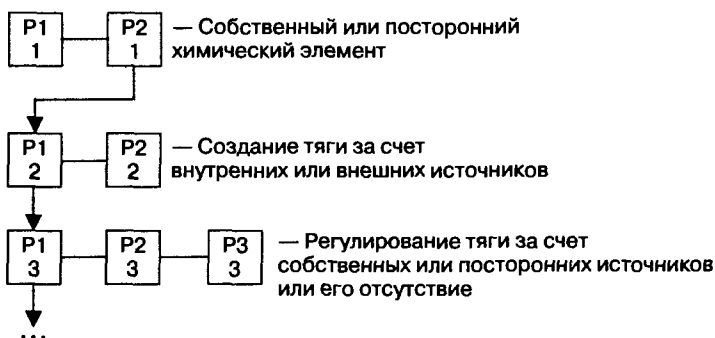 P1 P2 — Собственный или посторонний
1 1 химический элемент
P1 P2 — Создание тяги за счет
2 2 внутренних или внешних источников
P1 P2 P3 — Регулирование тяги за счет
3 3 3 собственных или посторонних источников
или его отсутствие
...